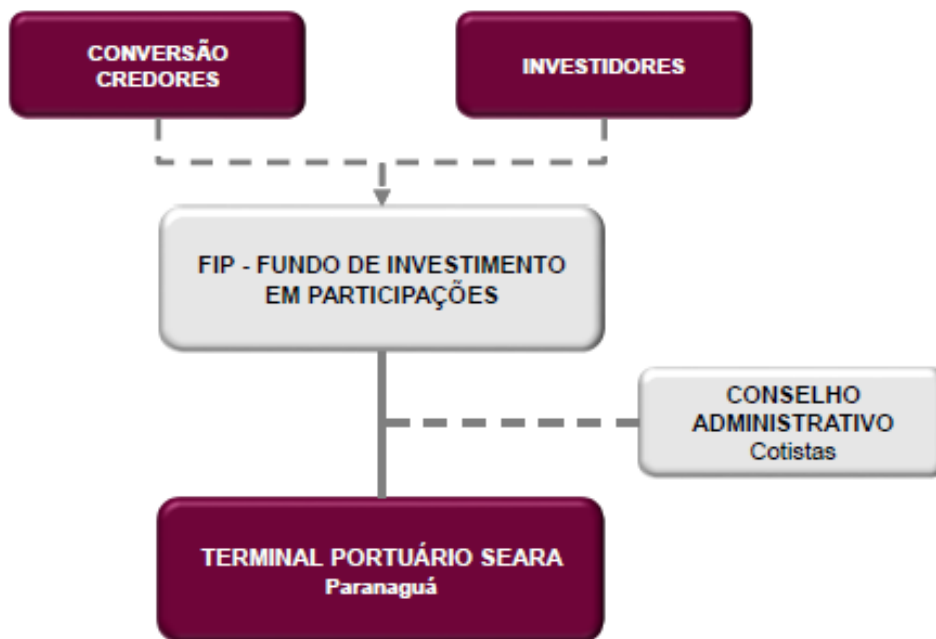 CONVERSÃO
CREDORES
INVESTIDORES
FIP - FUNDO DE INVESTIMENTO
EM PARTICIPAÇÕES
CONSELHO
ADMINISTRATIVO
Cotistas
TERMINAL PORTUÁRIO SEARA
Paranaguá